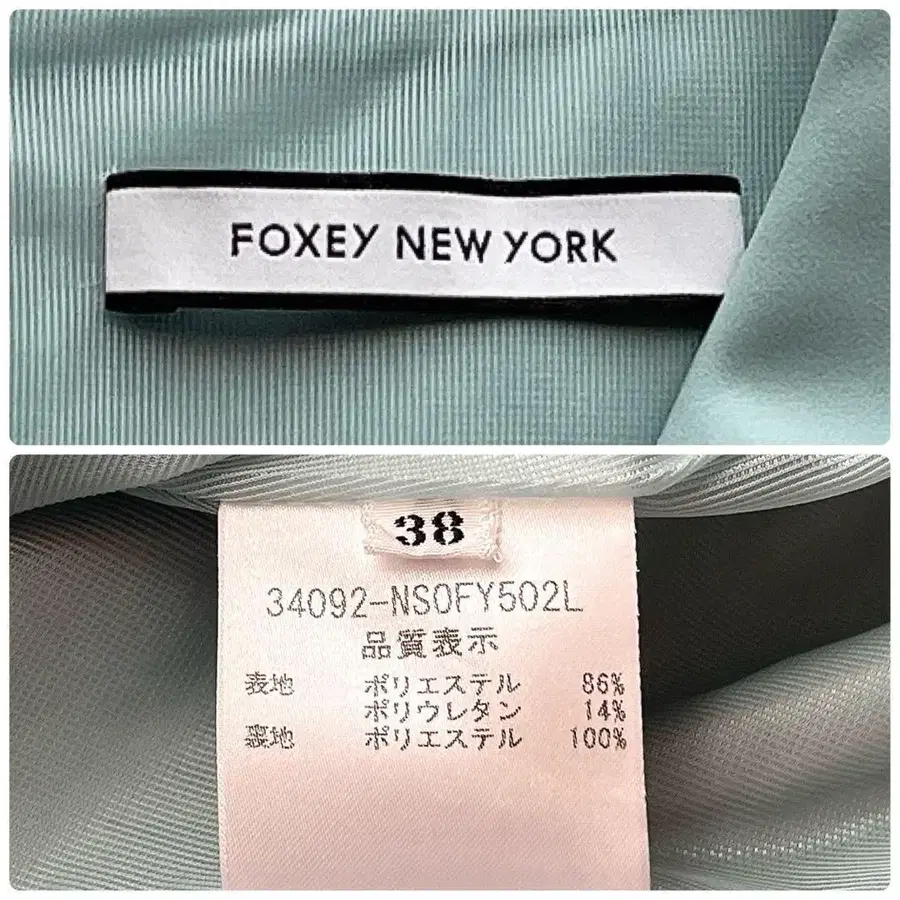 FOXEY NEW YORK
38
34092-NSOFY502L
品質表示
表地 ポリエステル 86%
ポリウレタン 14%
裏地 ポリエステル 100%